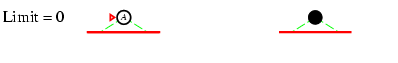 Limit = 0 A